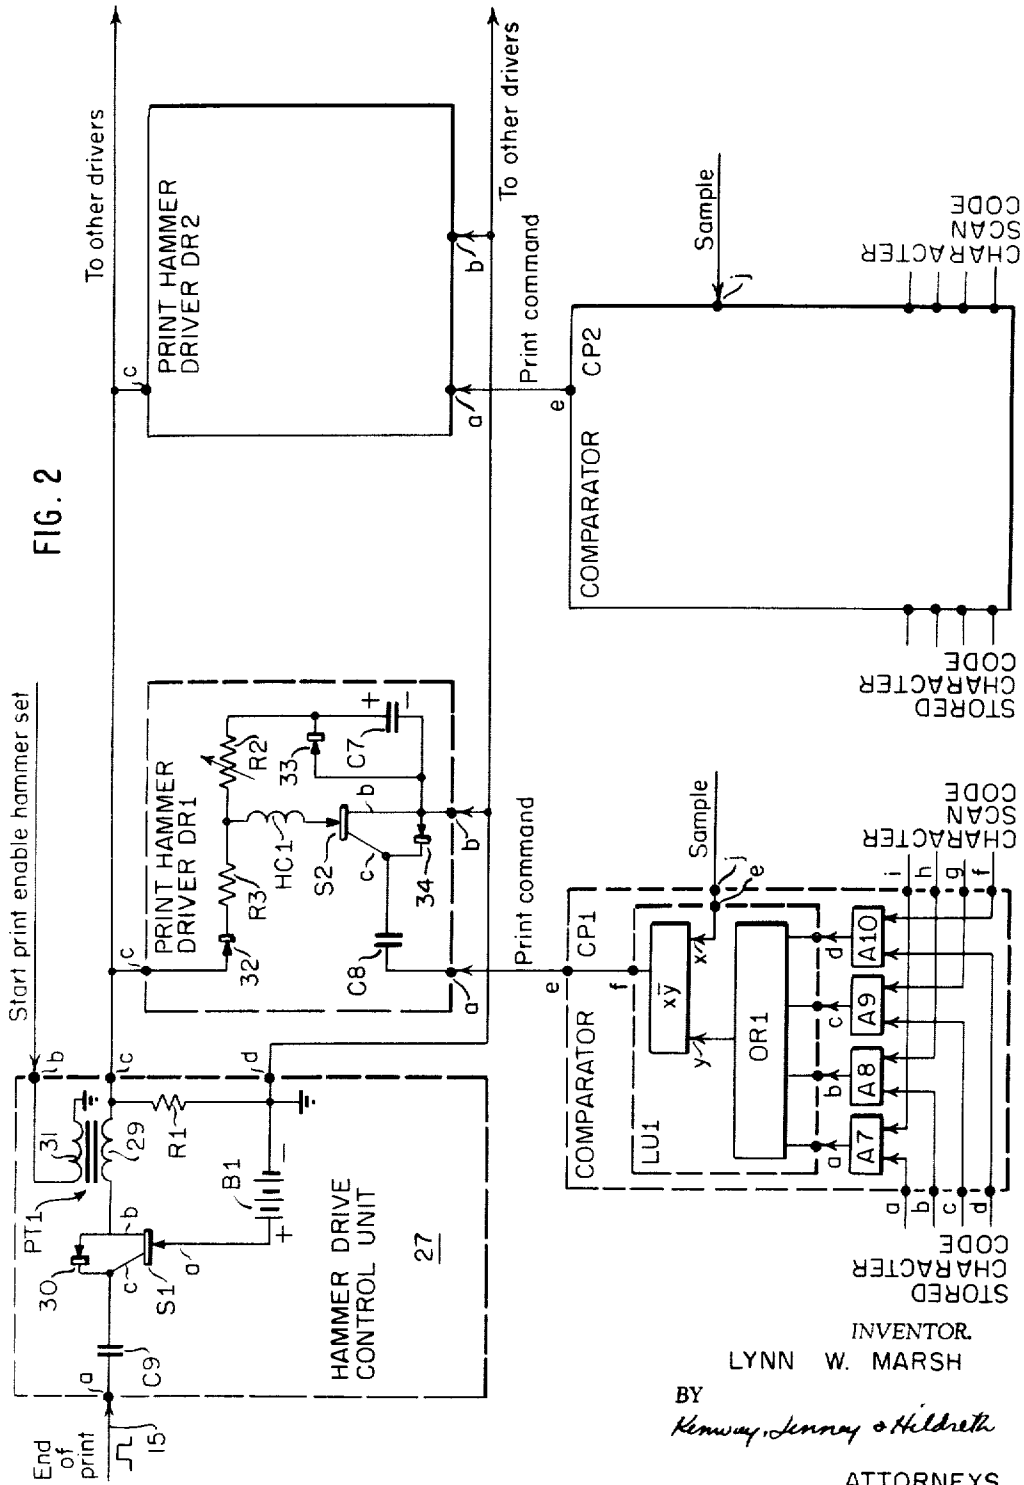 FIG. 2
Start print enable hammer set
To other drivers
End
of
print
15
a
C9
30
S1
a
b
c
PT1
31
29
b
c
d
R1
B1
+
−
HAMMER DRIVE
CONTROL UNIT
27
c
PRINT HAMMER
DRIVER DR1
32
R3
R2
HC1
S2
33
C7
+
−
b
c
34
C8
a
b
c
PRINT HAMMER
DRIVER DR2
a
b
To other drivers
Print command
Print command
e
COMPARATOR
CP1
f
LU1
xy̅
x
y
OR1
Sample
j
e
a
b
c
d
A7
A8
A9
A10
a
b
c
d
i
h
g
f
STORED
CHARACTER
CODE
CHARACTER
SCAN
CODE
e
COMPARATOR
CP2
Sample
j
STORED
CHARACTER
CODE
CHARACTER
SCAN
CODE
INVENTOR.
LYNN W. MARSH
BY
Kenway, Jenney & Hildreth
ATTORNEYS